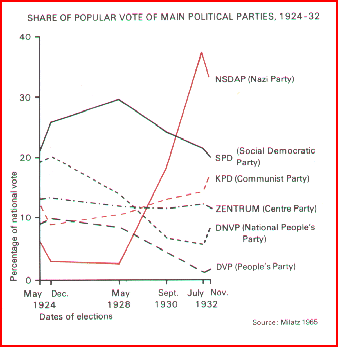 SHARE OF POPULAR VOTE OF MAIN POLITICAL PARTIES, 1924-32
40
30
20
10
0
Percentage of national vote
NSDAP (Nazi Party)
SPD (Social Democratic
Party)
KPD (Communist Party)
ZENTRUM (Centre Party)
DNVP (National People's
Party)
DVP (People's Party)
May Dec. May Sept. July Nov.
1924 1928 1930 1932
Dates of elections
Source: Milatz 1965